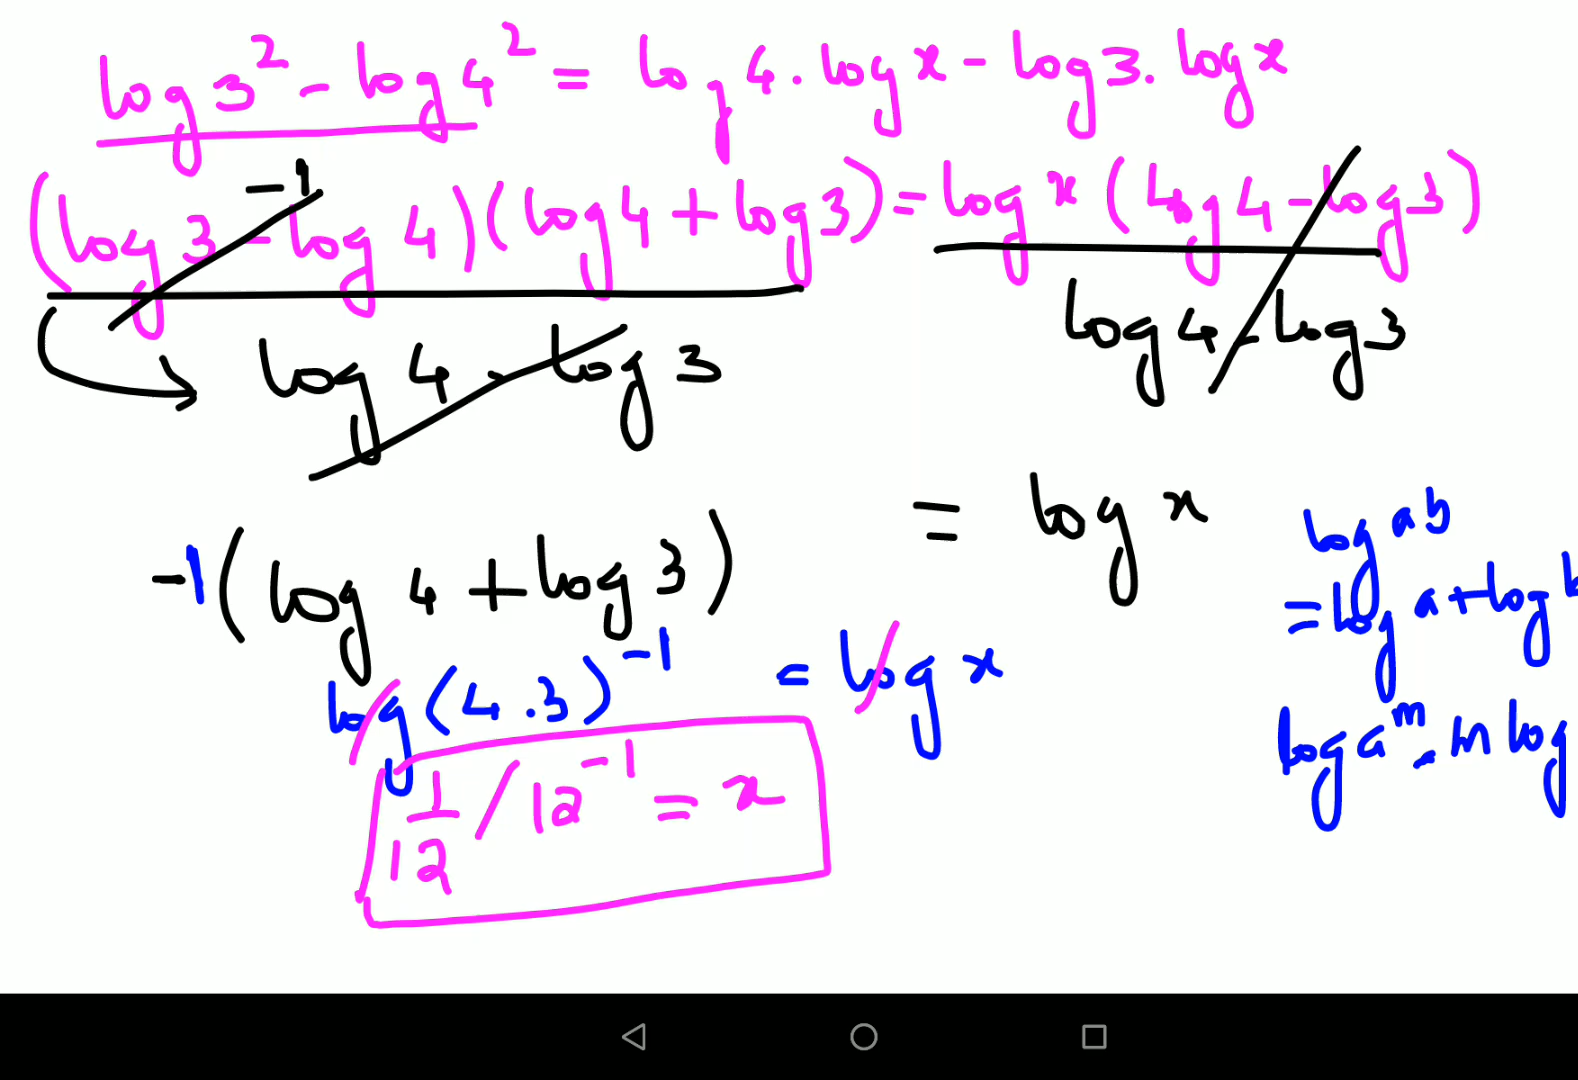 log 3² - log 4² = log 4 . log x - log 3 . log x
-1
(log 3 - log 4) (log 4 + log 3) = log x (log 4 - log 3)
log 4 - log 3
log 4 - log 3
-1 (log 4 + log 3) = log x
log (4 . 3)⁻¹ = log x
1/12 / 12⁻¹ = x
log ab
= log a + log b
log aᵐ = m log